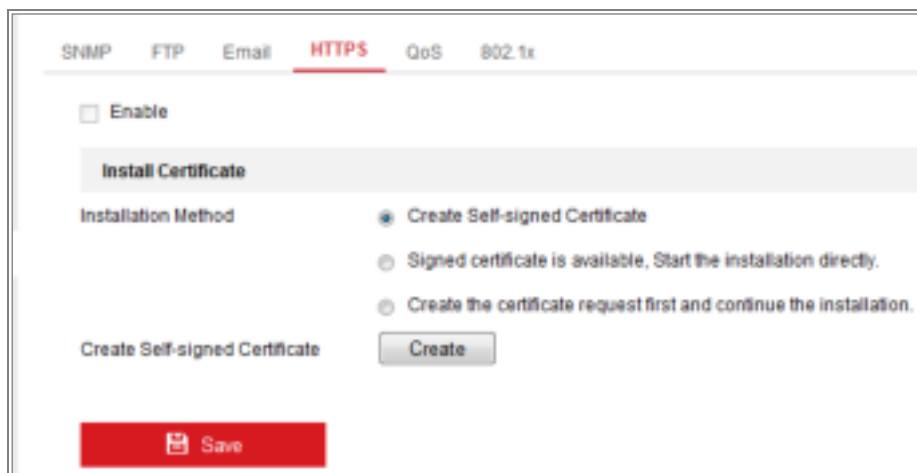 SNMP FTP Email HTTPS QoS 802.1x
Enable
Install Certificate
Installation Method Create Self-signed Certificate
Signed certificate is available, Start the installation directly.
Create the certificate request first and continue the installation.
Create Self-signed Certificate Create
Save